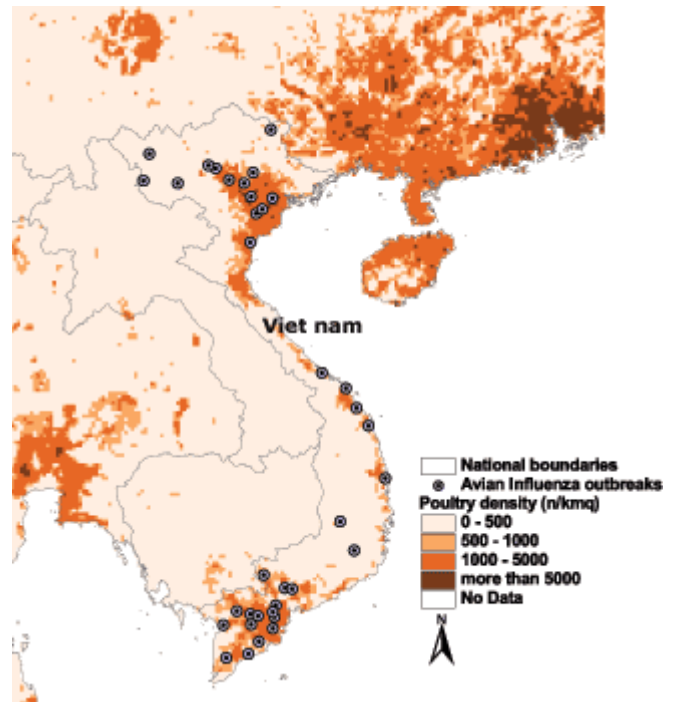 Viet nam
National boundaries
Avian Influenza outbreaks
Poultry density (n/kmq)
0 - 500
500 - 1000
1000 - 5000
more than 5000
No Data
N